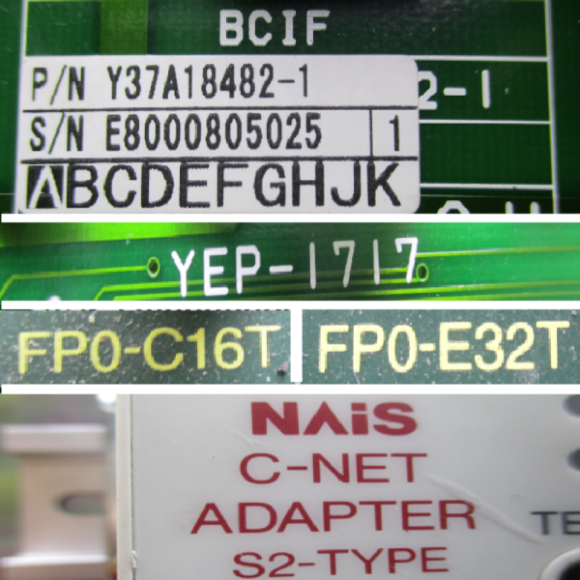 BCIF
P/N Y37A18482-1
2-1
S/N E8000805025 1
ABCDEFGHJK
YEP-1717
FP0-C16T FP0-E32T
NAiS
C-NET
ADAPTER
TE
S2-TYPE